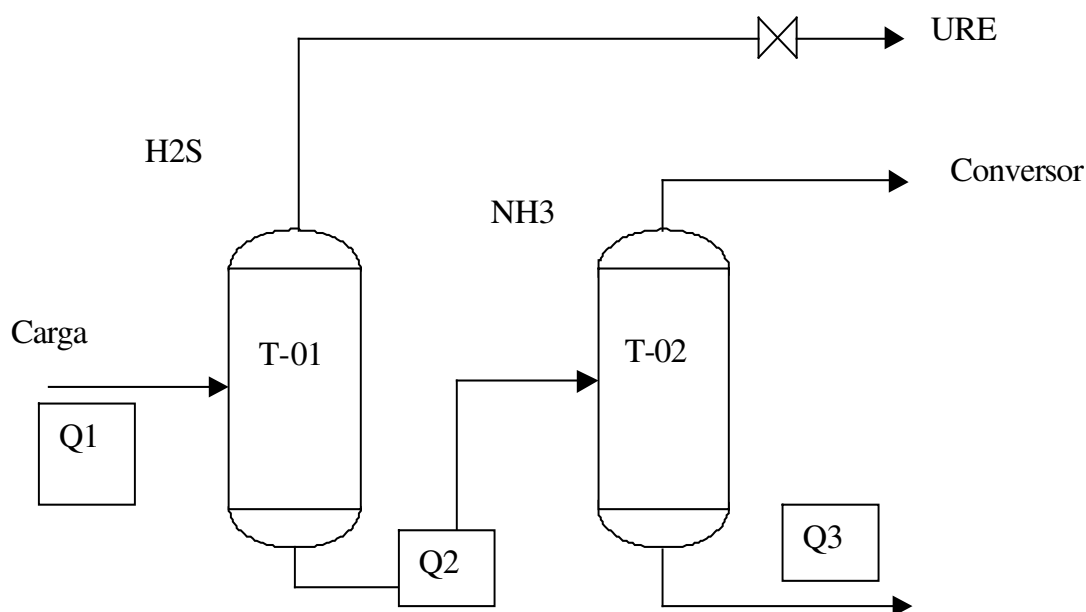 URE
H2S
Conversor
NH3
Carga
T-01
T-02
Q1
Q2
Q3